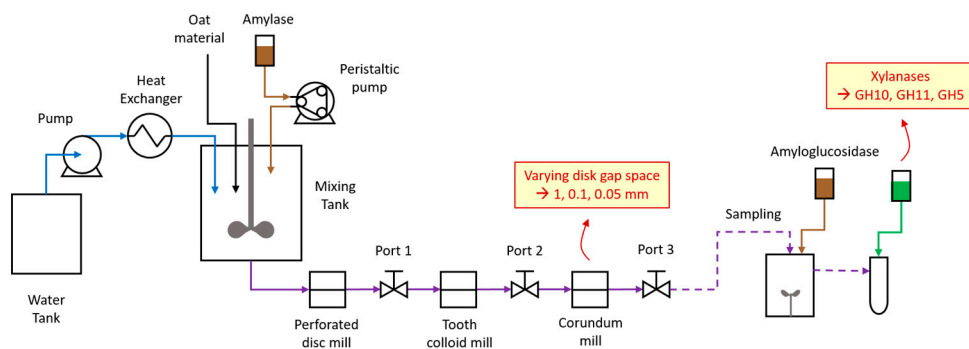 Oat
material
Amylase
Heat
Exchanger
Peristaltic
pump
Pump
Mixing
Tank
Water
Tank
Perforated
disc mill
Port 1
Tooth
colloid mill
Port 2
Varying disk gap space
→ 1, 0.1, 0.05 mm
Corundum
mill
Port 3
Sampling
Amyloglucosidase
Xylanases
→ GH10, GH11, GH5